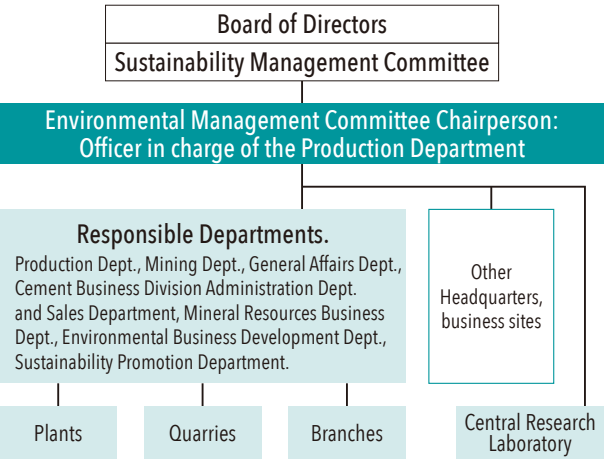 Board of Directors
Sustainability Management Committee
Environmental Management Committee Chairperson:
Officer in charge of the Production Department
Responsible Departments.
Production Dept., Mining Dept., General Affairs Dept.,
Cement Business Division Administration Dept.
and Sales Department, Mineral Resources Business
Dept., Environmental Business Development Dept.,
Sustainability Promotion Department.
Other
Headquarters,
business sites
Plants
Quarries
Branches
Central Research
Laboratory